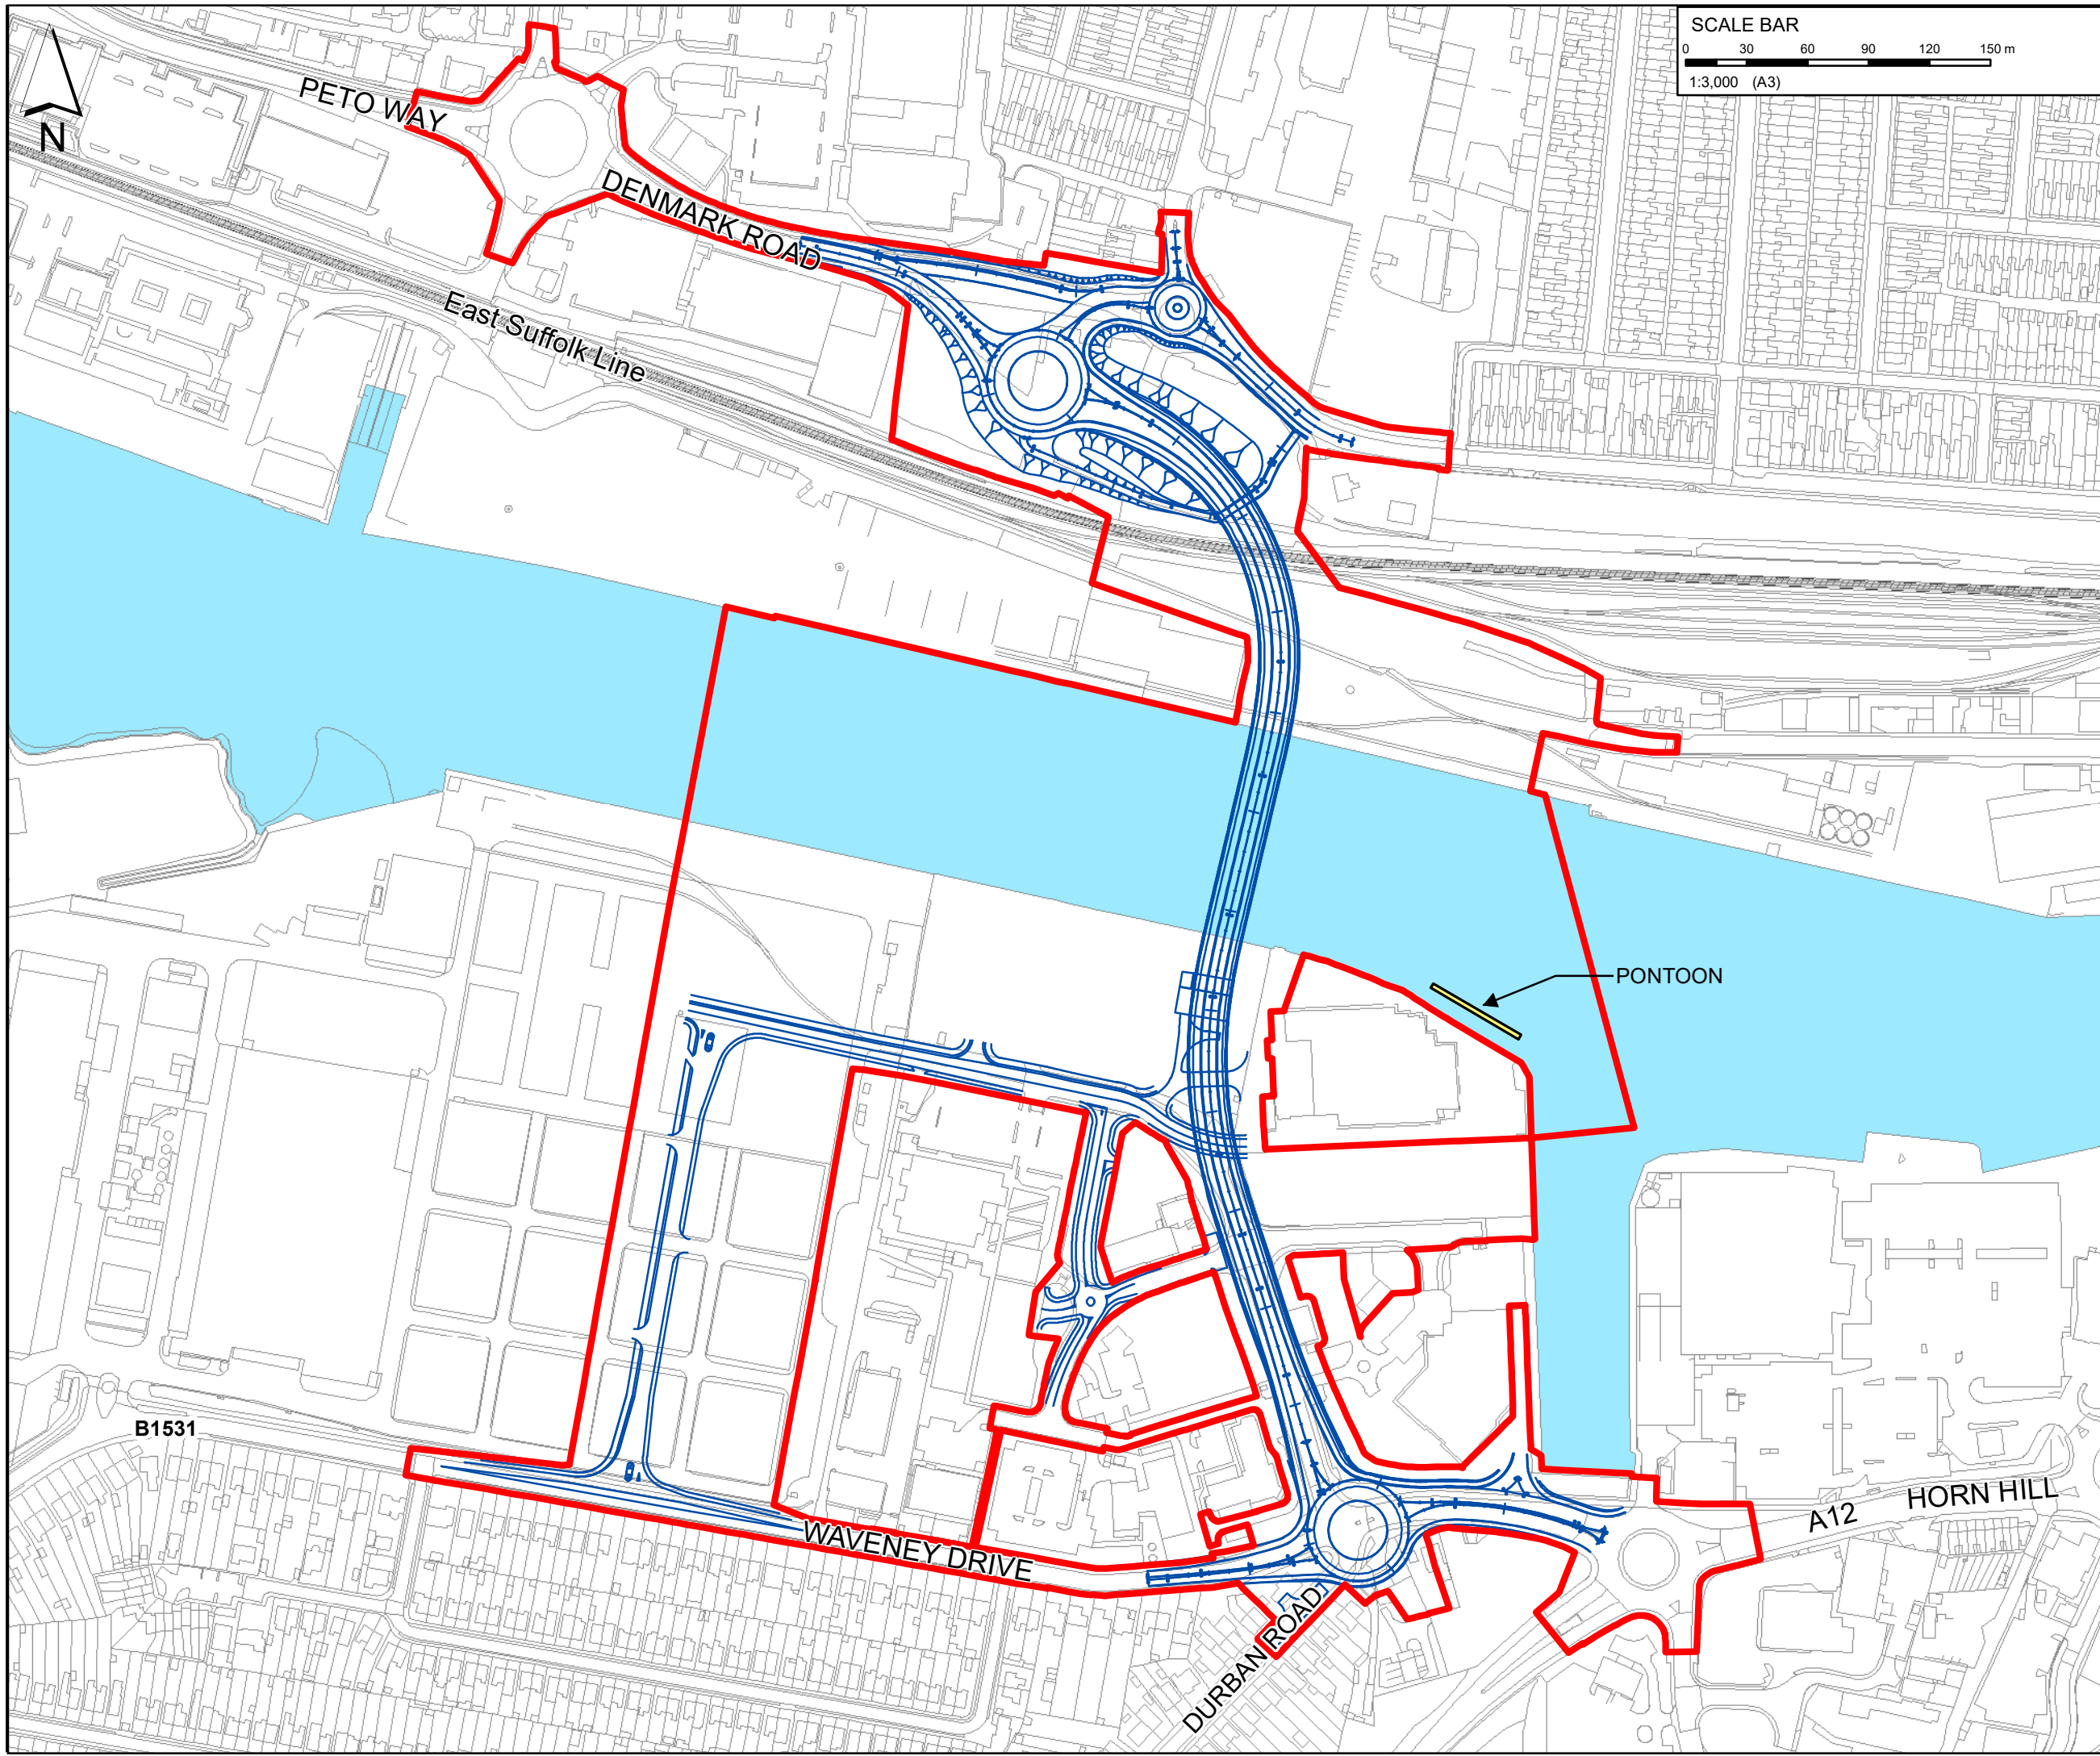 SCALE BAR
0 30 60 90 120 150 m
1:3,000 (A3)
N
PETO WAY
DENMARK ROAD
East Suffolk Line
PONTOON
B1531
WAVENEY DRIVE
A12
HORN HILL
DURBAN ROAD